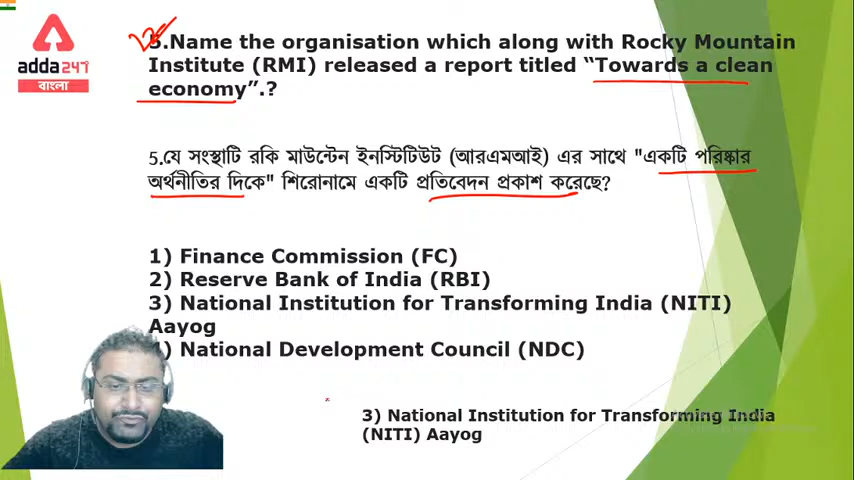 5.Name the organisation which along with Rocky Mountain
Institute (RMI) released a report titled “Towards a clean
economy”.?
adda247
বাংলা
5.যে সংস্থাটি রকি মাউন্টেন ইনস্টিটিউট (আরএমআই) এর সাথে "একটি পরিষ্কার
অর্থনীতির দিকে" শিরোনামে একটি প্রতিবেদন প্রকাশ করেছে?
1) Finance Commission (FC)
2) Reserve Bank of India (RBI)
3) National Institution for Transforming India (NITI)
Aayog
) National Development Council (NDC)
3) National Institution for Transforming India
(NITI) Aayog